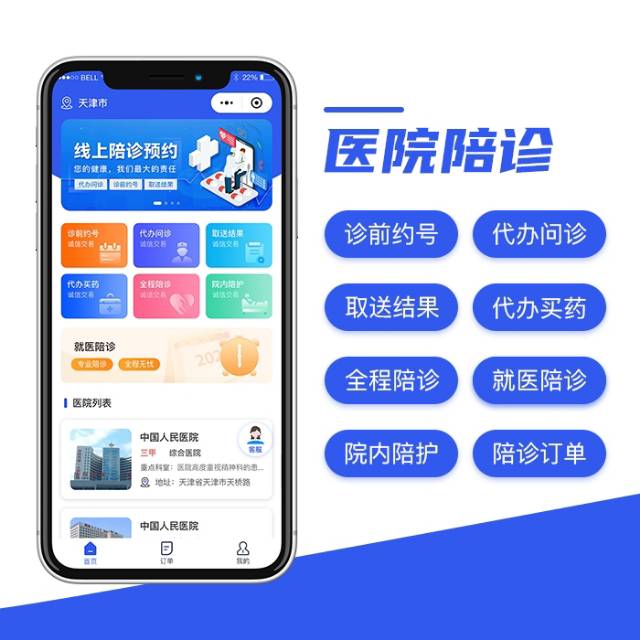 BELL
22%
天津市
线上陪诊预约
您的健康，我们最大的责任
代办问诊 诊前约号 取送结果
诊前约号
诚信交易
代办问诊
诚信交易
取送结果
诚信交易
代办买药
诚信交易
全程陪诊
诚信交易
院内陪护
诚信交易
就医陪诊
专业陪诊 全程无忧
医院列表
中国人民医院
三甲 综合医院
重点科室：医院高度重视精神科的患...
地址：天津省天津市天桥路
客服
中国人民医院
首页 订单 我的
医院陪诊
诊前约号 代办问诊
取送结果 代办买药
全程陪诊 就医陪诊
院内陪护 陪诊订单